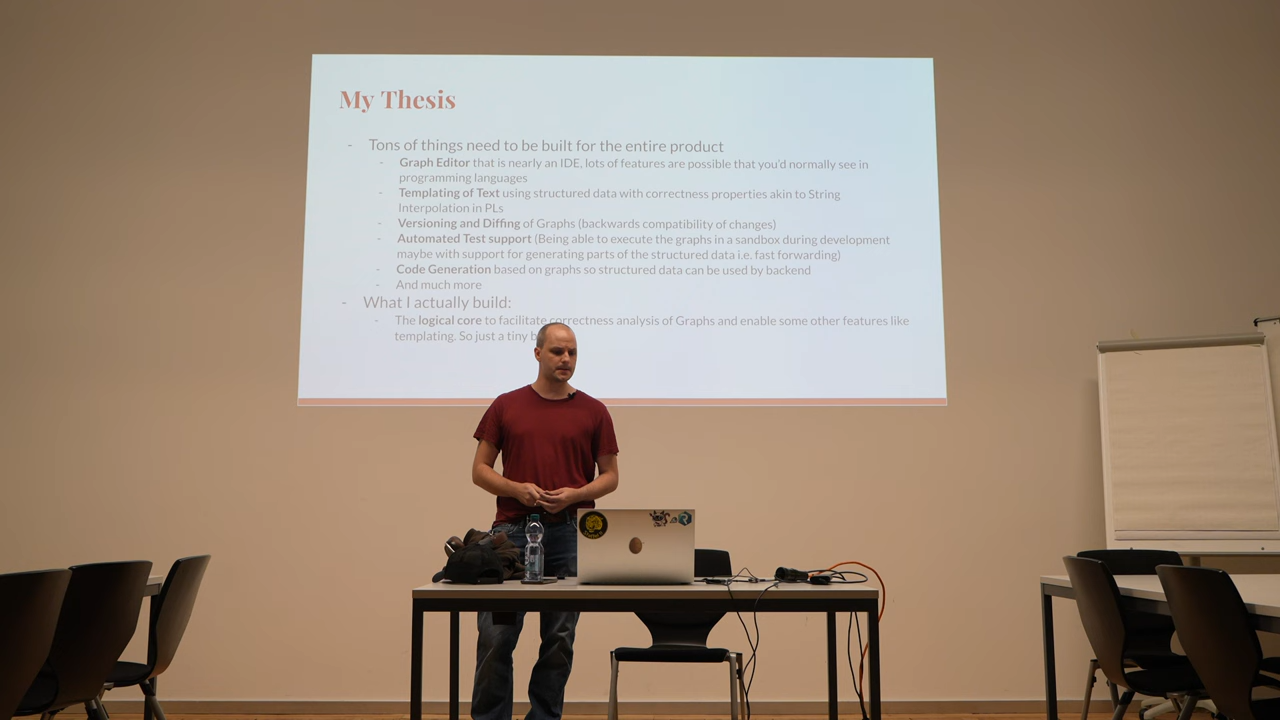 My Thesis
- Tons of things need to be built for the entire product
- Graph Editor that is nearly an IDE, lots of features are possible that you'd normally see in
programming languages
- Templating of Text using structured data with correctness properties akin to String
Interpolation in PLs
- Versioning and Diffing of Graphs (backwards compatibility of changes)
- Automated Test support (Being able to execute the graphs in a sandbox during development
maybe with support for generating parts of the structured data i.e. fast forwarding)
- Code Generation based on graphs so structured data can be used by backend
- And much more
- What I actually build:
- The logical core to facilitate correctness analysis of Graphs and enable some other features like
templating. So just a tiny